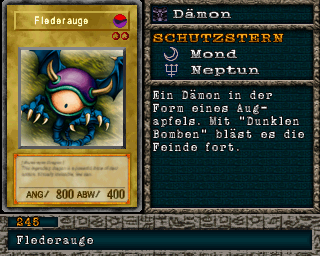 Flederauge
ANG/ 800 ABW/ 400
Dämon
SCHUTZSTERN
Mond
Neptun
Ein Dämon in der
Form eines Aug-
apfels. Mit "Dunklen
Bomben" bläst es die
Feinde fort.
245
Flederauge